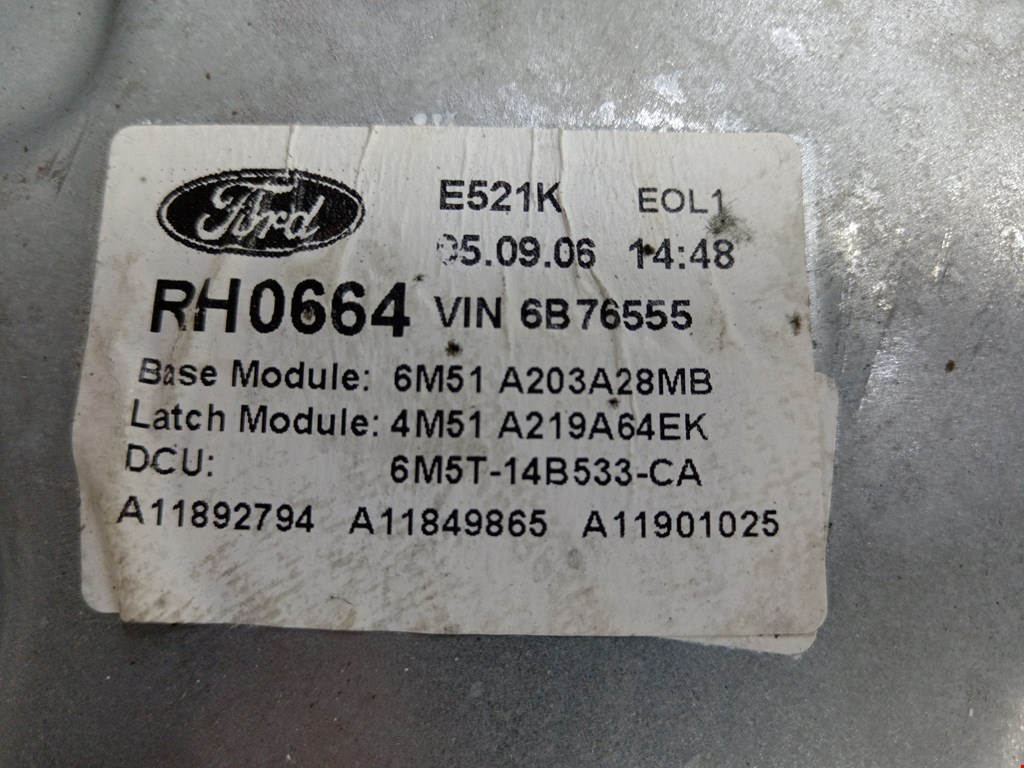 Ford
E521K EOL1
05.09.06 14:48
RH0664 VIN 6B76555
Base Module: 6M51 A203A28MB
Latch Module: 4M51 A219A64EK
DCU: 6M5T-14B533-CA
A11892794 A11849865 A11901025